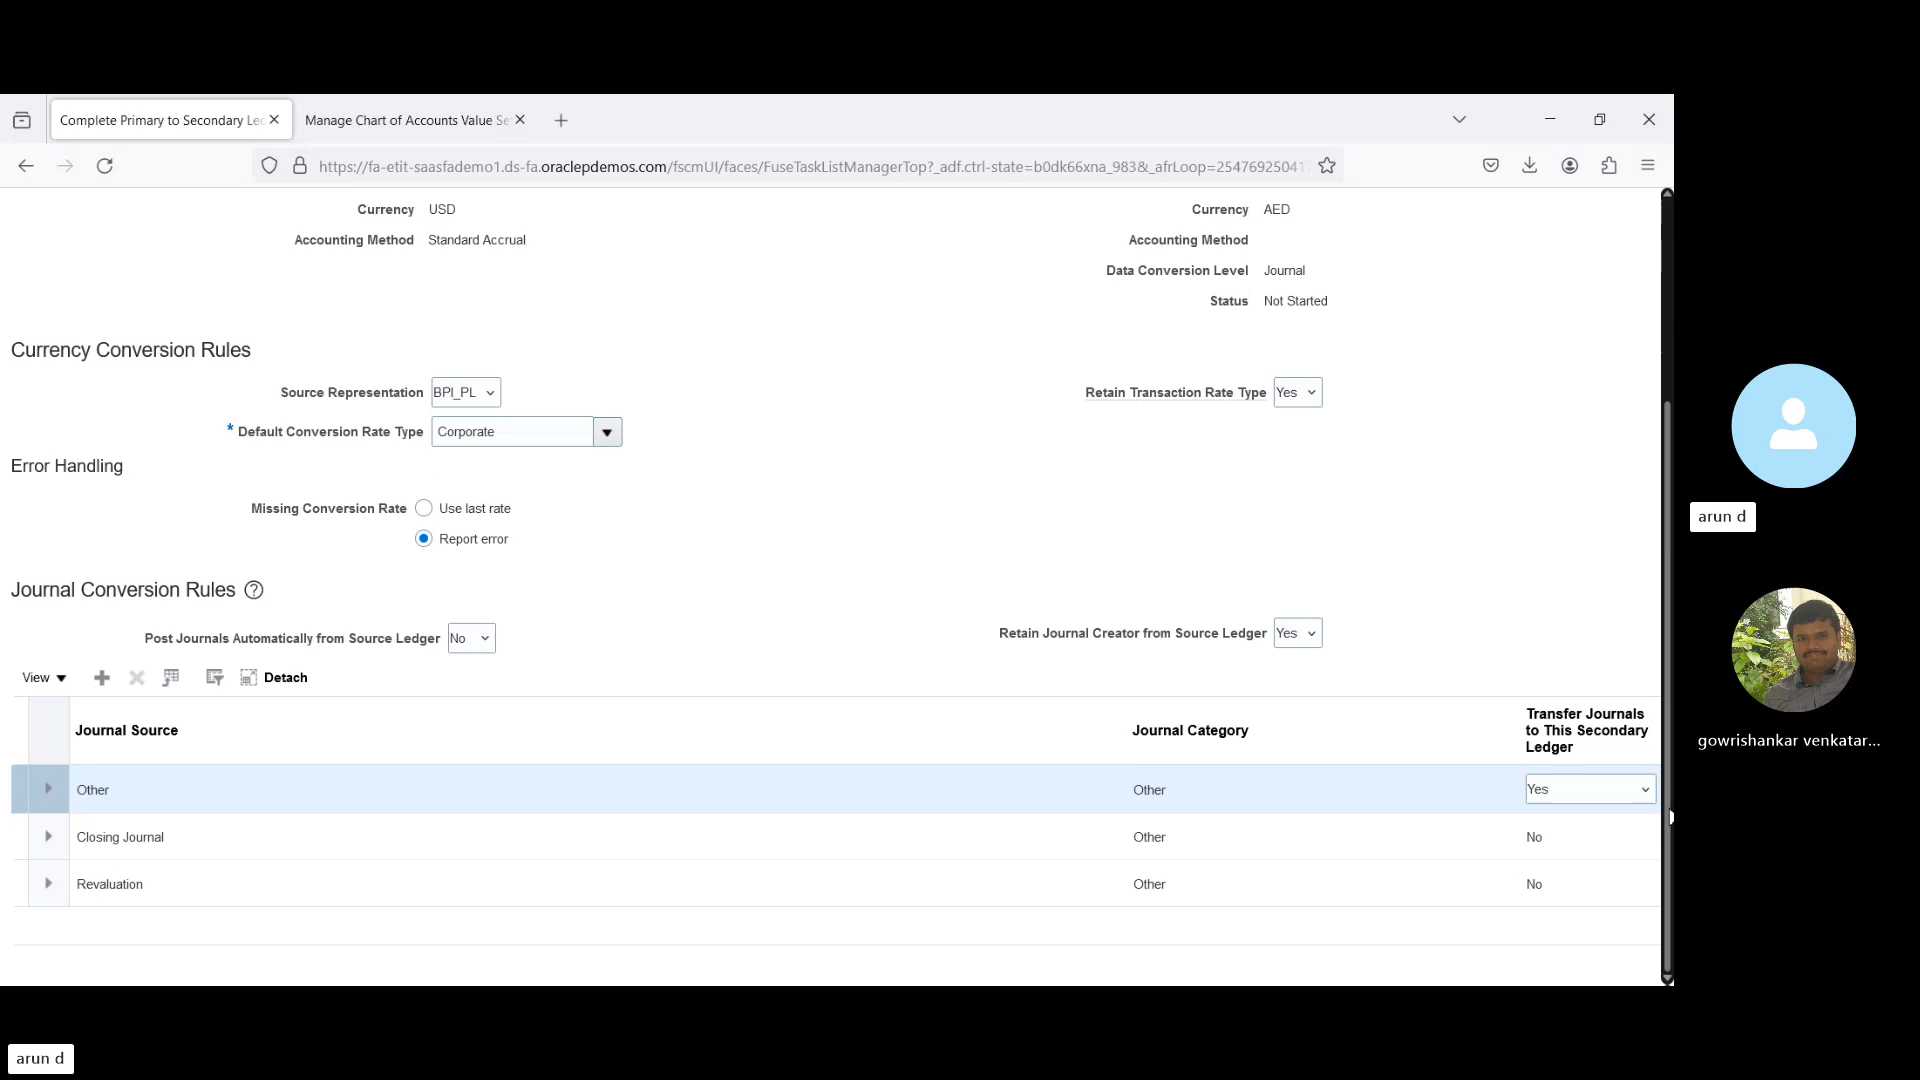 Complete Primary to Secondary Lec
Manage Chart of Accounts Value Se
https://fa-etit-saasfademo1.ds-fa.oraclepdemos.com/fscmUI/faces/FuseTaskListManagerTop?_adf.ctrl-state=b0dk66xna_983&_afrLoop=254769250417
Currency USD
Currency AED
Accounting Method Standard Accrual
Accounting Method
Data Conversion Level Journal
Status Not Started
Currency Conversion Rules
Source Representation BPI_PL
Retain Transaction Rate Type Yes
* Default Conversion Rate Type Corporate
Error Handling
Missing Conversion Rate Use last rate
Report error
Journal Conversion Rules
Post Journals Automatically from Source Ledger No
Retain Journal Creator from Source Ledger Yes
View Detach
Journal Source Journal Category Transfer Journals to This Secondary Ledger
Other Other Yes
Closing Journal Other No
Revaluation Other No
arun d
gowrishankar venkatar...
arun d